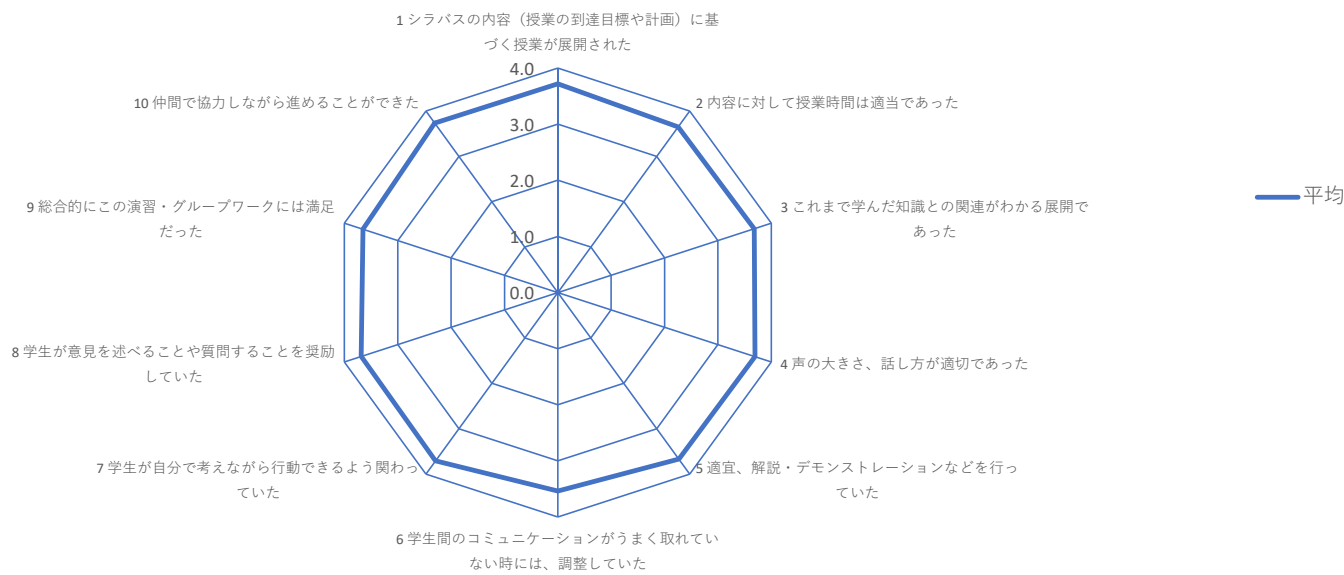 1 シラバスの内容（授業の到達目標や計画）に基
づく授業が展開された
4.0
10 仲間で協力しながら進めることができた
2 内容に対して授業時間は適当であった
3.0
2.0
9 総合的にこの演習・グループワークには満足
だった
3 これまで学んだ知識との関連がわかる展開で
あった
平均
1.0
0.0
8 学生が意見を述べることや質問することを奨励
していた
4 声の大きさ、話し方が適切であった
7 学生が自分で考えながら行動できるよう関わっ
ていた
5 適宜、解説・デモンストレーションなどを行っ
ていた
6 学生間のコミュニケーションがうまく取れてい
ない時には、調整していた